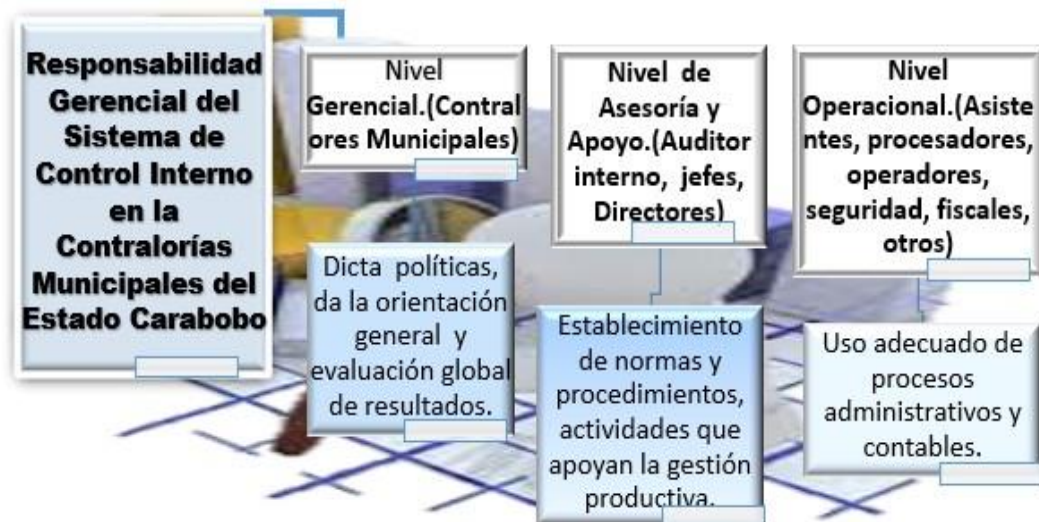 Responsabilidad
Gerencial del
Sistema de
Control Interno
en la
Contralorías
Municipales del
Estado Carabobo
Nivel
Gerencial.(Contral
ores Municipales)
Dicta políticas,
da la orientación
general y
evaluación global
de resultados.
Nivel de
Asesoría y
Apoyo.(Auditor
interno, jefes,
Directores)
Establecimiento
de normas y
procedimientos,
actividades que
apoyan la gestión
productiva.
Nivel
Operacional.(Asiste
ntes, procesadores,
operadores,
seguridad, fiscales,
otros)
Uso adecuado de
procesos
administrativos y
contables.